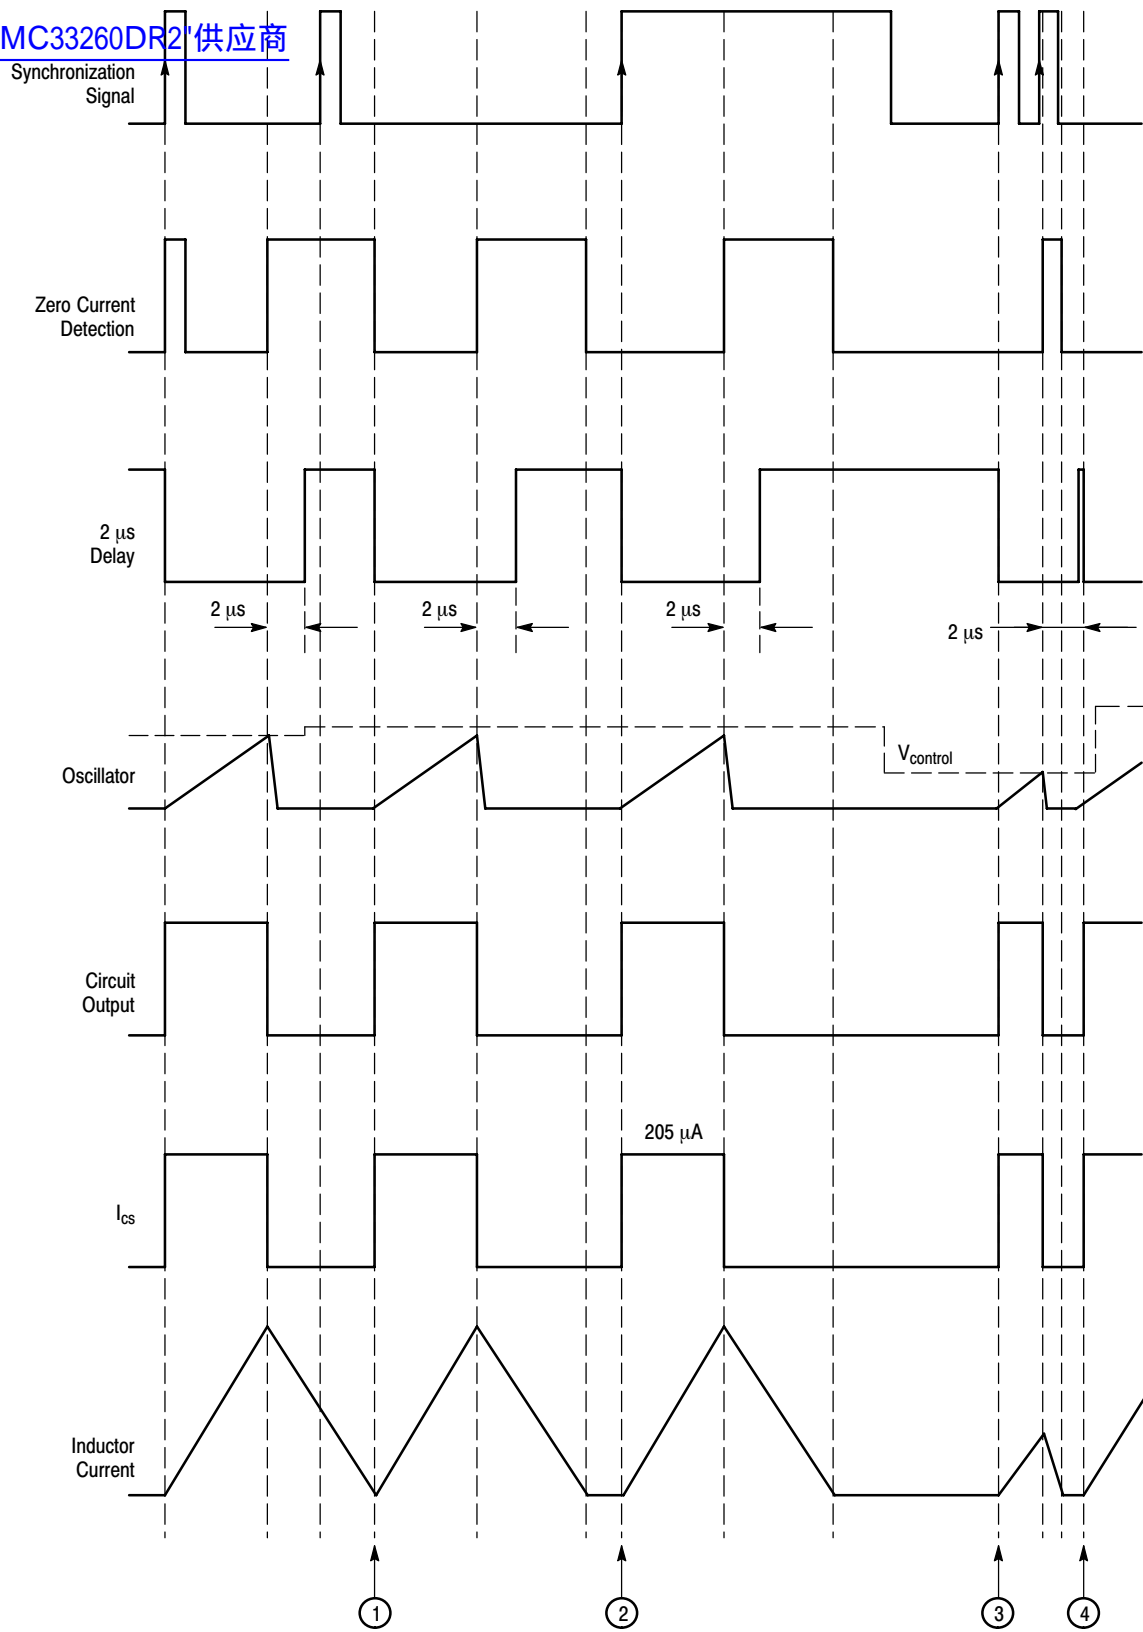 MC33260DR2"供应商
Synchronization
Signal
Zero Current
Detection
2 μs
Delay
2 μs
2 μs
2 μs
2 μs
Oscillator
Vcontrol
Circuit
Output
205 μA
Ics
Inductor
Current
1
2
3
4